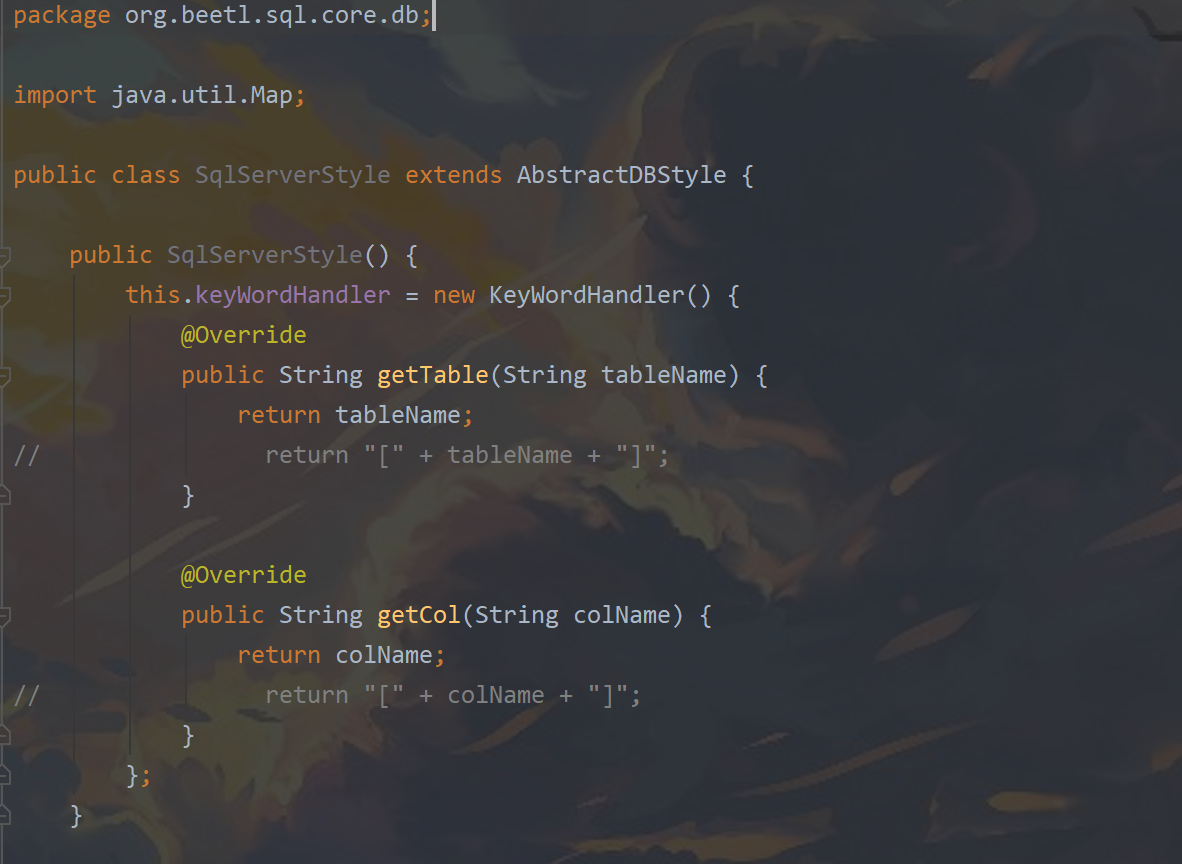 package org.beetl.sql.core.db;
import java.util.Map;
public class SqlServerStyle extends AbstractDBStyle {
public SqlServerStyle() {
this.keyWordHandler = new KeyWordHandler() {
@Override
public String getTable(String tableName) {
return tableName;
// return "[" + tableName + "]";
}
@Override
public String getCol(String colName) {
return colName;
// return "[" + colName + "]";
}
};
}